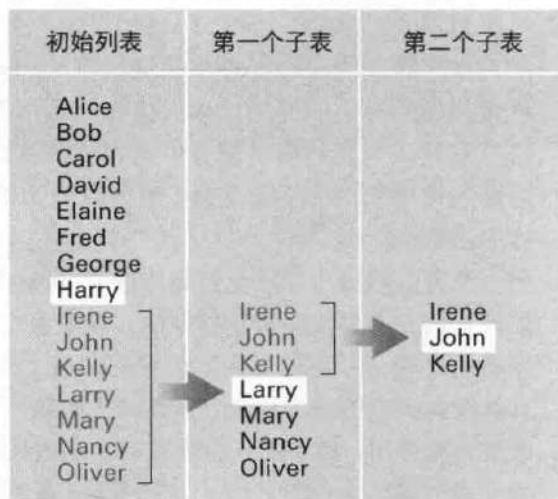 初始列表
第一个子表
第二个子表
Alice
Bob
Carol
David
Elaine
Fred
George
Harry
Irene
John
Kelly
Larry
Mary
Nancy
Oliver
Irene
John
Kelly
Larry
Mary
Nancy
Oliver
Irene
John
Kelly